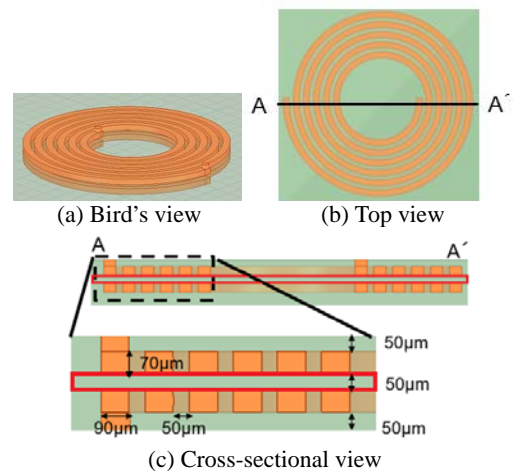 A A´
(a) Bird's view
(b) Top view
A A´
70µm
50µm
50µm
90µm
50µm
50µm
(c) Cross-sectional view